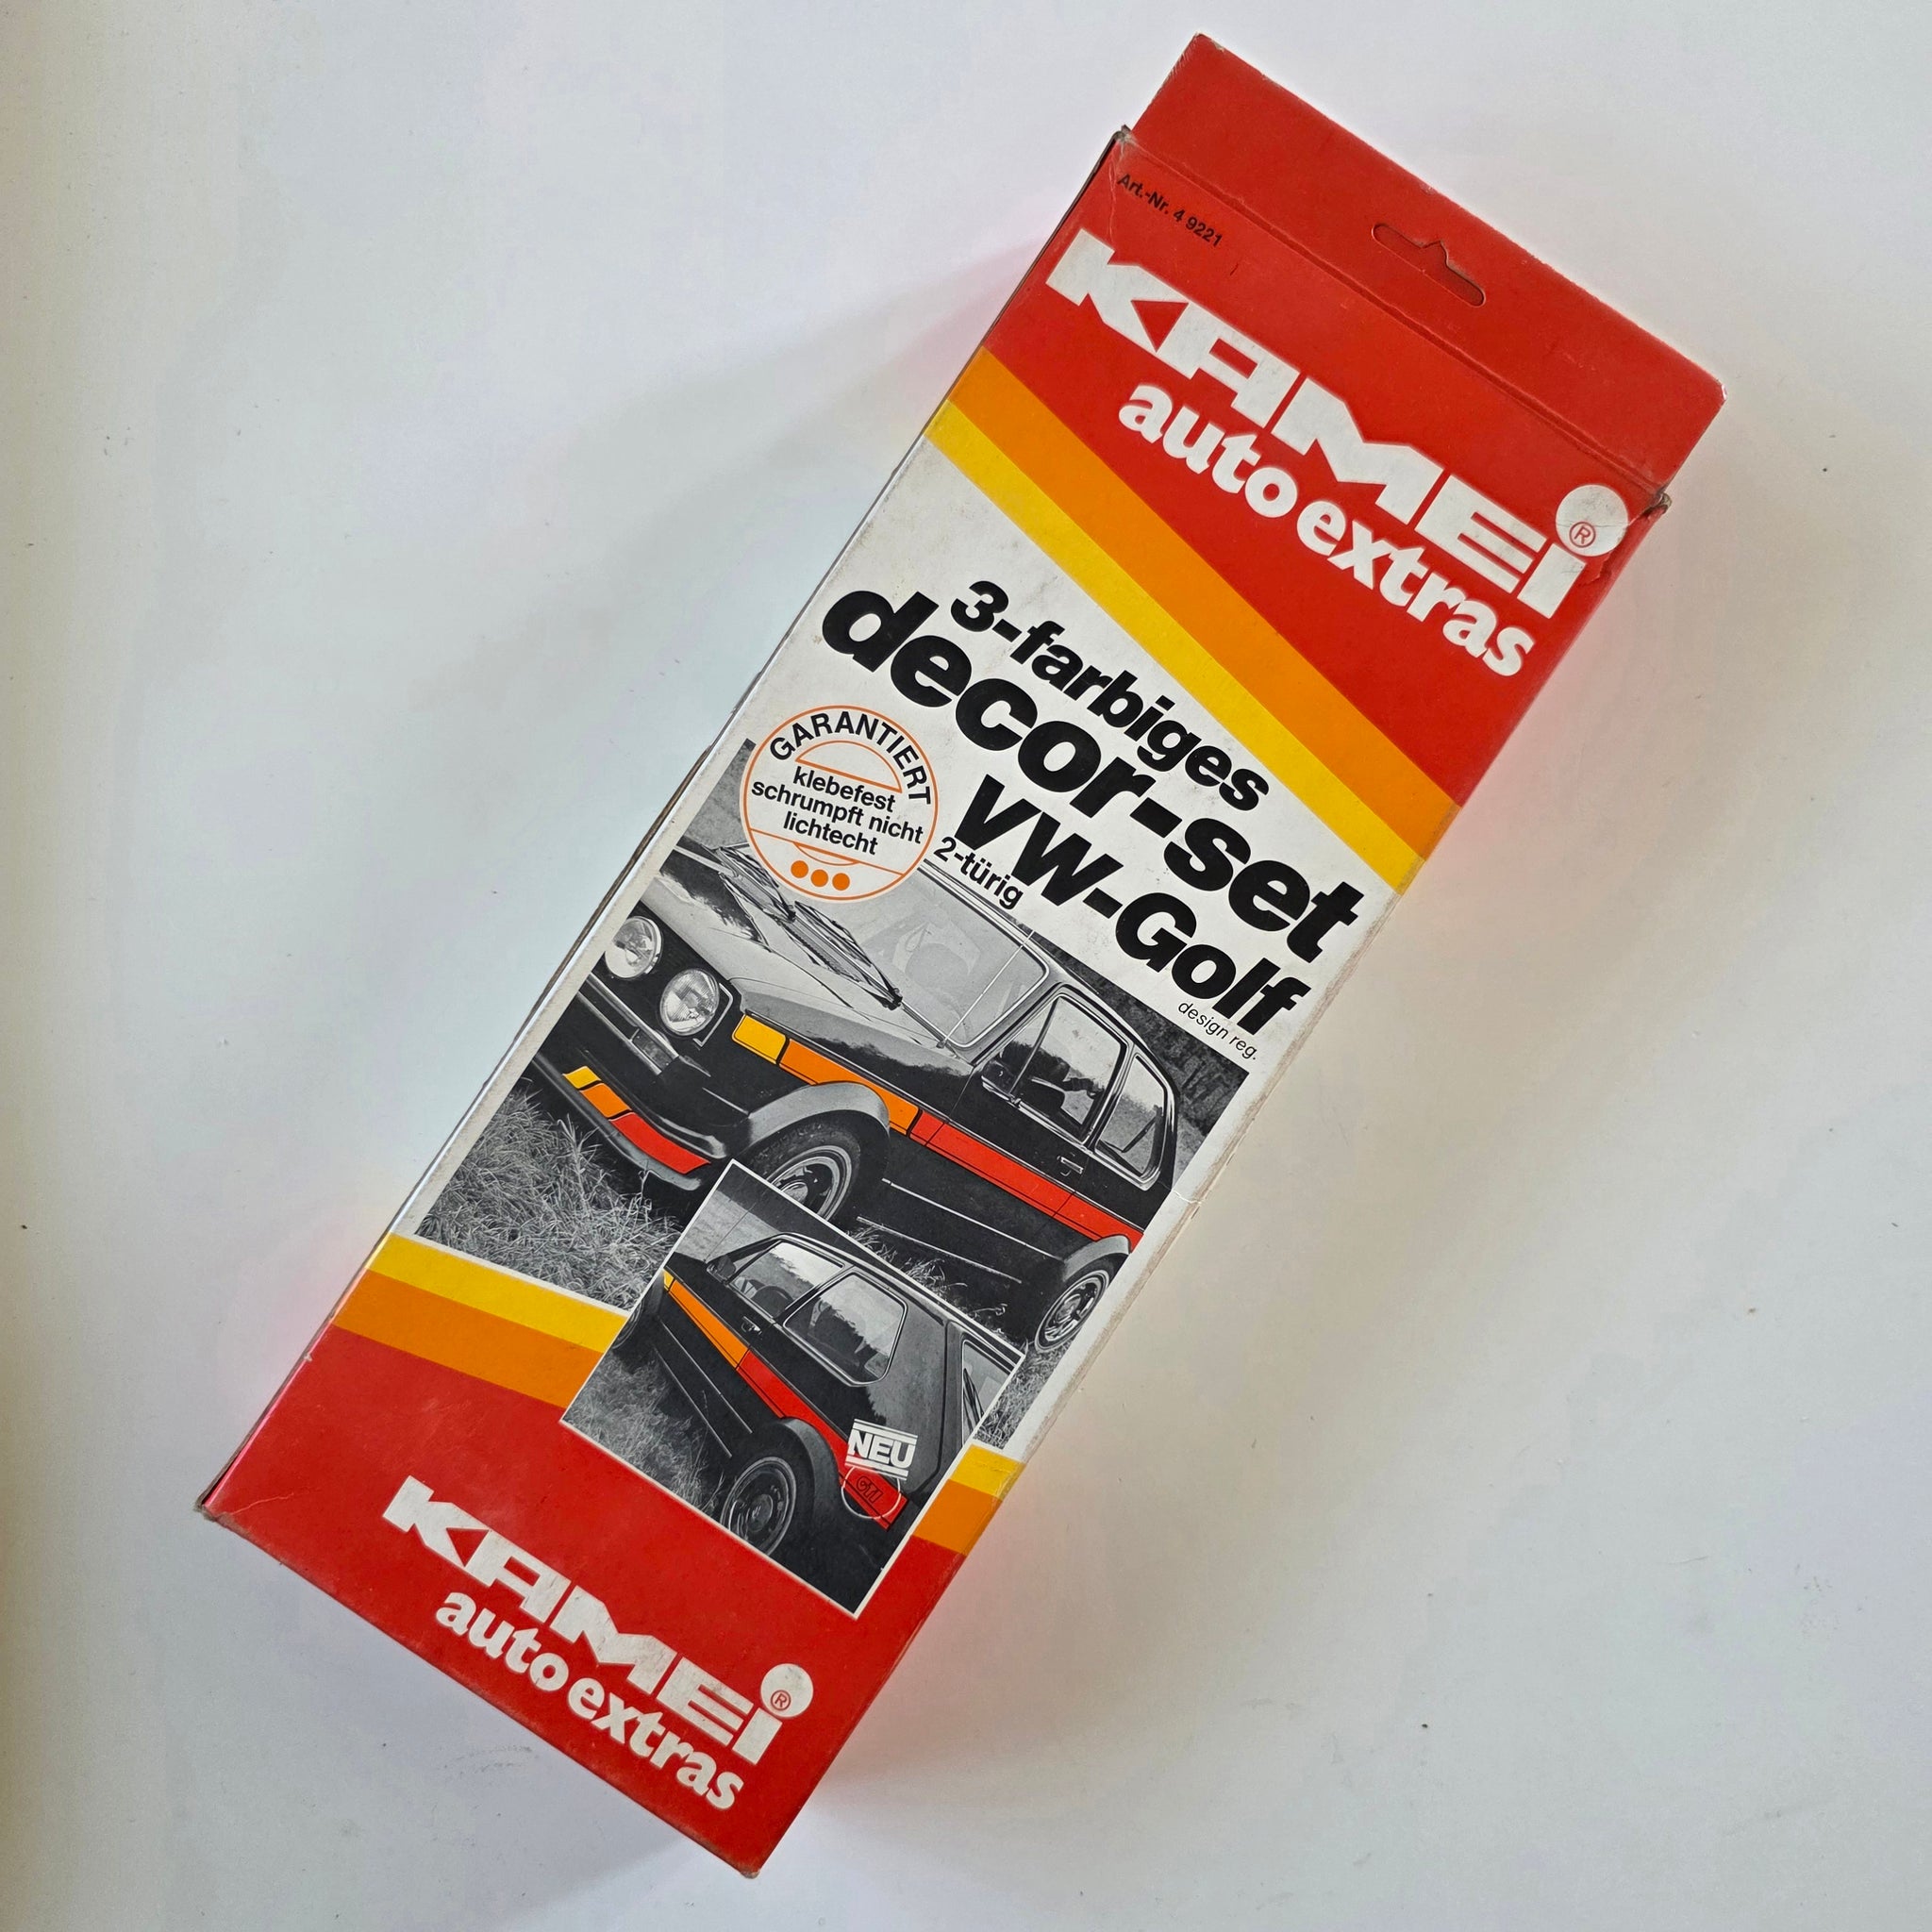 Art.-Nr. 4 9221
KAMEi ®
auto extras
3-farbiges
decor-set
VW-Golf
2-türig
design reg.
GARANTIERT
klebefest
schrumpft nicht
lichtecht
NEU
GTI
KAMEi ®
auto extras